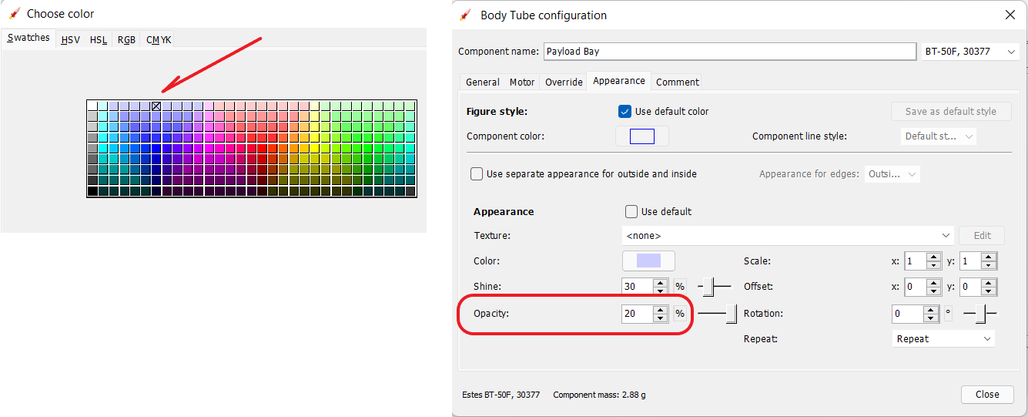 Choose color
Swatches HSV HSL RGB CMYK
Body Tube configuration
Component name: Payload Bay BT-50F, 30377
General Motor Override Appearance Comment
Figure style: Use default color Save as default style
Component color: Component line style: Default st...
Use separate appearance for outside and inside Appearance for edges: Outsi...
Appearance Use default
Texture: <none> Edit
Color: Scale: x: 1 y: 1
Shine: 30 % Offset: x: 0 y: 0
Opacity: 20 % Rotation: 0 °
Repeat: Repeat
Estes BT-50F, 30377 Component mass: 2.88 g Close